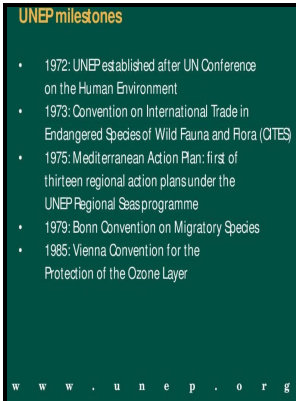 UNEP milestones
• 1972: UNEP established after UN Conference
on the Human Environment
• 1973: Convention on International Trade in
Endangered Species of Wild Fauna and Flora (CITES)
• 1975: Mediterranean Action Plan: first of
thirteen regional action plans under the
UNEP Regional Seas programme
• 1979: Bonn Convention on Migratory Species
• 1985: Vienna Convention for the
Protection of the Ozone Layer
www.unep.org